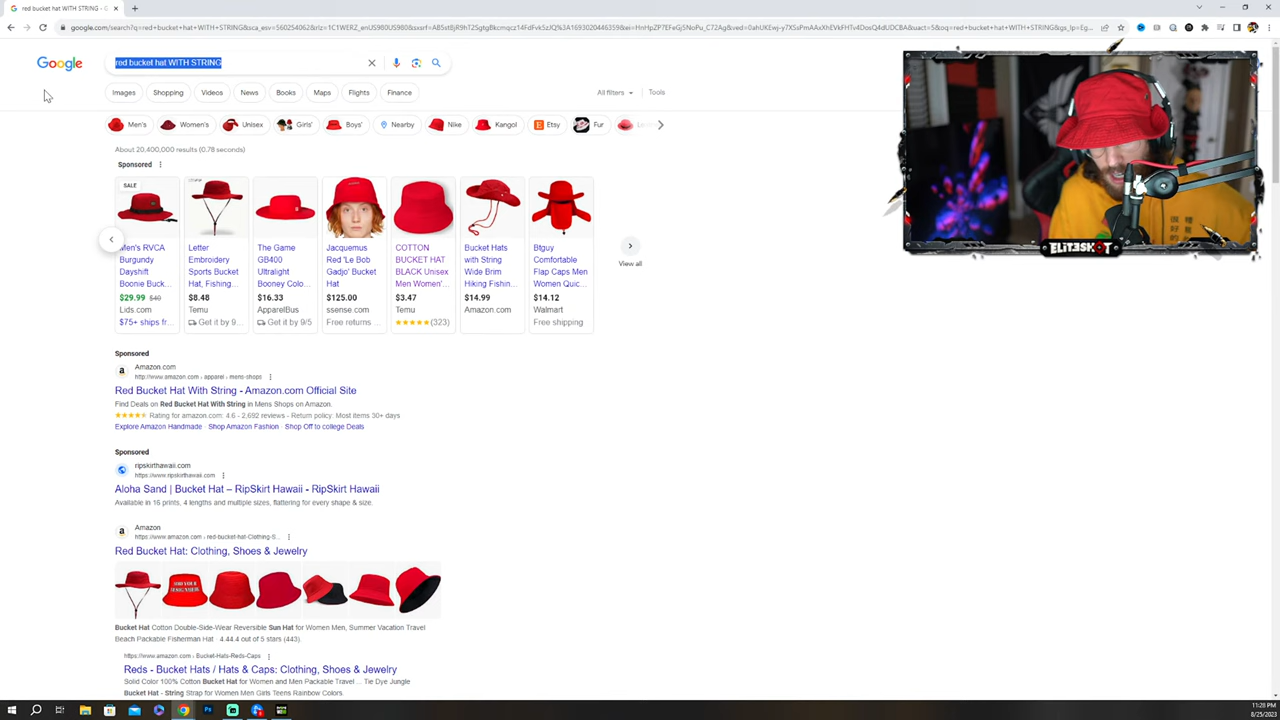 red bucket hat WITH STRING - G
google.com/search?q=red+bucket+hat+WITH+STRING
Google
red bucket hat WITH STRING
Images
Shopping
Videos
News
Books
Maps
Flights
Finance
All filters
Tools
Men's
Women's
Unisex
Girls'
Boys'
Nearby
Nike
Kangol
Etsy
Fur
About 20,400,000 results (0.78 seconds)
Sponsored
SALE
Men's RVCA
Burgundy
Dayshift
Boonie Buck...
$29.99 $40
Lids.com
$75+ ships fr...
Letter
Embroidery
Sports Bucket
Hat, Fishing...
$8.48
Temu
Get it by 9...
The Game
GB400
Ultralight
Booney Colo...
$16.33
ApparelBus
Get it by 9/5
Jacquemus
Red 'Le Bob
Gadjo' Bucket
Hat
$125.00
ssense.com
Free returns ...
COTTON
BUCKET HAT
BLACK Unisex
Men Women'...
$3.47
Temu
(323)
Bucket Hats
with String
Wide Brim
Hiking Fishin...
$14.99
Amazon.com
Btguy
Comfortable
Flap Caps Men
Women Quic...
$14.12
Walmart
Free shipping
View all
Sponsored
Amazon.com
http://www.amazon.com › apparel › mens-shops
Red Bucket Hat With String - Amazon.com Official Site
Find Deals on Red Bucket Hat With String in Mens Shops on Amazon.
Rating for amazon.com: 4.6 - 2,692 reviews - Return policy: Most items 30+ days
Explore Amazon Handmade · Shop Amazon Fashion · Shop Off to college Deals
Sponsored
ripskirthawaii.com
https://www.ripskirthawaii.com
Aloha Sand | Bucket Hat – RipSkirt Hawaii - RipSkirt Hawaii
Available in 16 prints, 4 lengths and multiple sizes, flattering for every shape & size.
Amazon
https://www.amazon.com › red-bucket-hat-Clothing-S...
Red Bucket Hat: Clothing, Shoes & Jewelry
Bucket Hat Cotton Double-Side-Wear Reversible Sun Hat for Women Men, Summer Vacation Travel
Beach Packable Fisherman Hat · 4.44.4 out of 5 stars (443)
https://www.amazon.com › Bucket-Hats-Reds-Caps
Reds - Bucket Hats / Hats & Caps: Clothing, Shoes & Jewelry
Solid Color 100% Cotton Bucket Hat for Women and Men Packable Travel ... Tie Dye Jungle
Bucket Hat - String Strap for Women Men Girls Teens Rainbow Colors.
ELIT3SK0T
11:28 PM
8/25/2023